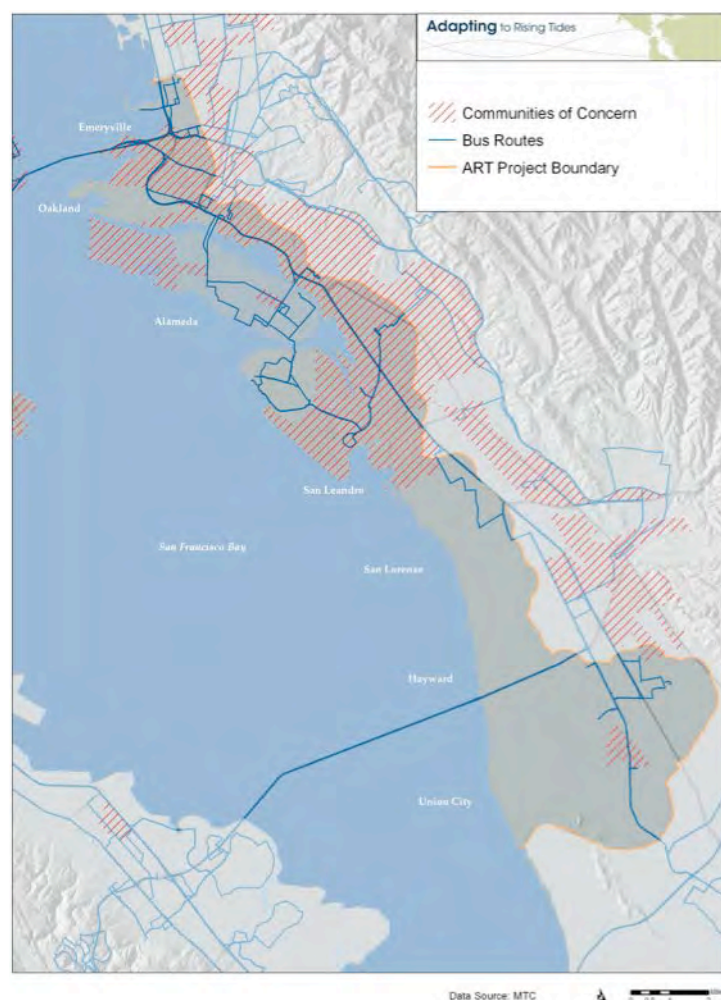 Adapting to Rising Tides
Communities of Concern
Bus Routes
ART Project Boundary
Emeryville
Oakland
Alameda
San Leandro
San Francisco Bay
San Lorenzo
Hayward
Union City
Data Source: MTC